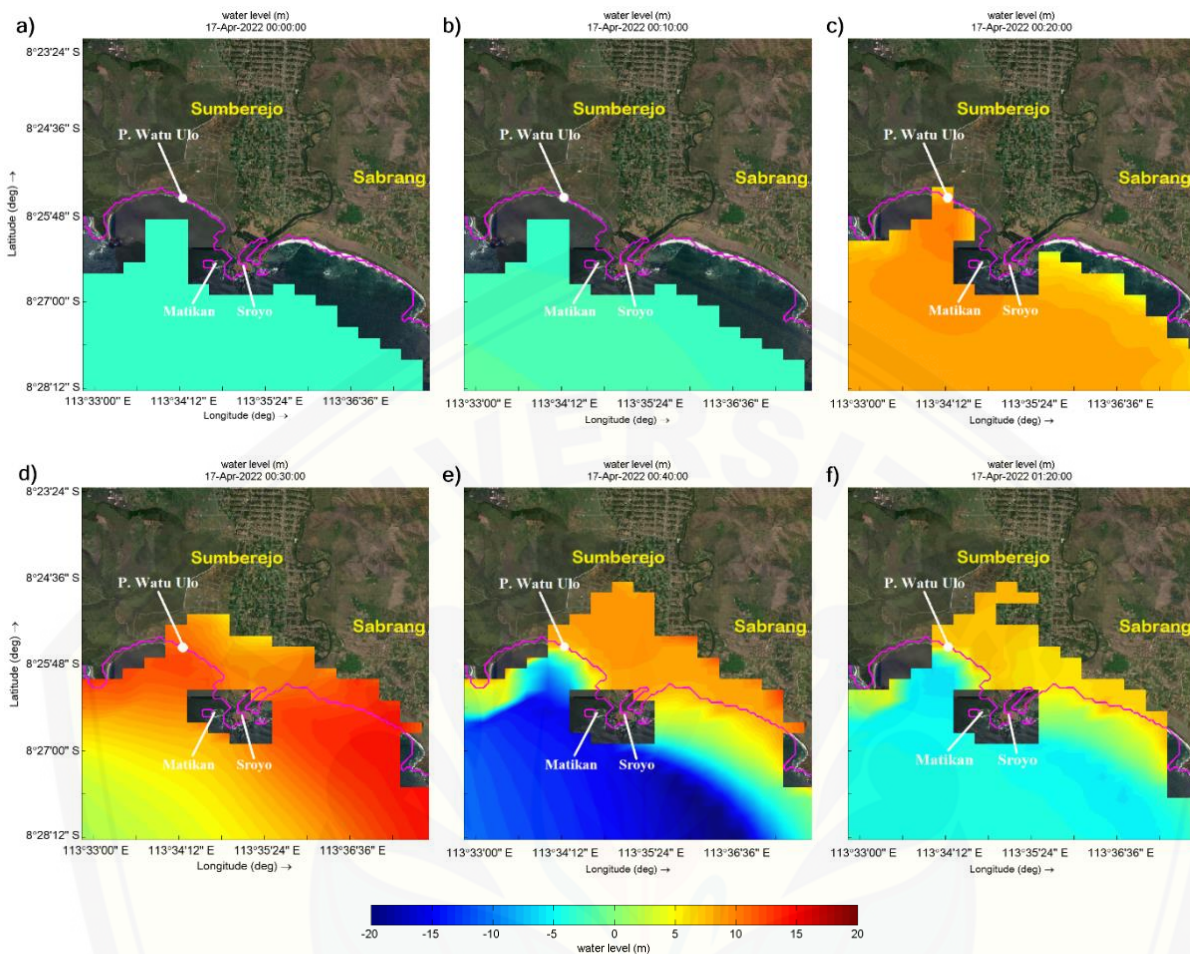 a)
water level (m)
17-Apr-2022 00:00:00
8°23'24" S
8°24'36" S
8°25'48" S
8°27'00" S
8°28'12" S
Latitude (deg) →
Sumberejo
P. Watu Ulo
Sabrang
Matikan
Sroyo
113°33'00" E
113°34'12" E
113°35'24" E
113°36'36" E
Longitude (deg) →
b)
water level (m)
17-Apr-2022 00:10:00
Sumberejo
P. Watu Ulo
Sabrang
Matikan
Sroyo
113°33'00" E
113°34'12" E
113°35'24" E
113°36'36" E
Longitude (deg) →
c)
water level (m)
17-Apr-2022 00:20:00
Sumberejo
P. Watu Ulo
Sabrang
Matikan
Sroyo
113°33'00" E
113°34'12" E
113°35'24" E
113°36'36" E
Longitude (deg) →
d)
water level (m)
17-Apr-2022 00:30:00
8°23'24" S
8°24'36" S
8°25'48" S
8°27'00" S
8°28'12" S
Latitude (deg) →
Sumberejo
P. Watu Ulo
Sabrang
Matikan
Sroyo
113°33'00" E
113°34'12" E
113°35'24" E
113°36'36" E
Longitude (deg) →
e)
water level (m)
17-Apr-2022 00:40:00
Sumberejo
P. Watu Ulo
Sabrang
Matikan
Sroyo
113°33'00" E
113°34'12" E
113°35'24" E
113°36'36" E
Longitude (deg) →
f)
water level (m)
17-Apr-2022 01:20:00
Sumberejo
P. Watu Ulo
Sabrang
Matikan
Sroyo
113°33'00" E
113°34'12" E
113°35'24" E
113°36'36" E
Longitude (deg) →
-20
-15
-10
-5
0
5
10
15
20
water level (m)